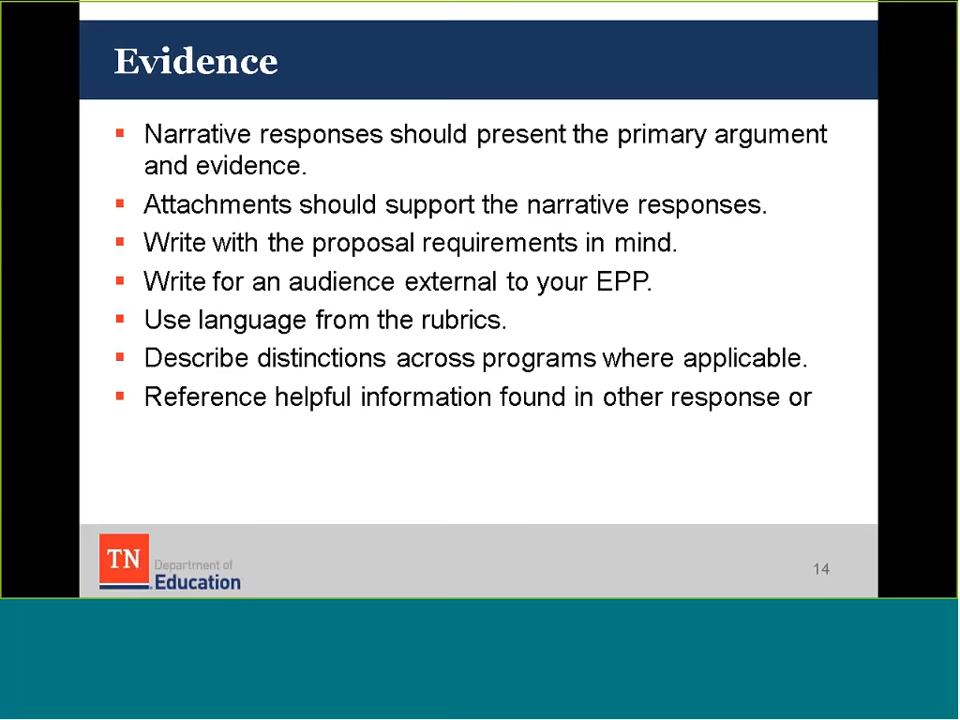 Evidence
Narrative responses should present the primary argument
and evidence.
Attachments should support the narrative responses.
Write with the proposal requirements in mind.
Write for an audience external to your EPP.
Use language from the rubrics.
Describe distinctions across programs where applicable.
Reference helpful information found in other response or
TN
Department of
Education
14